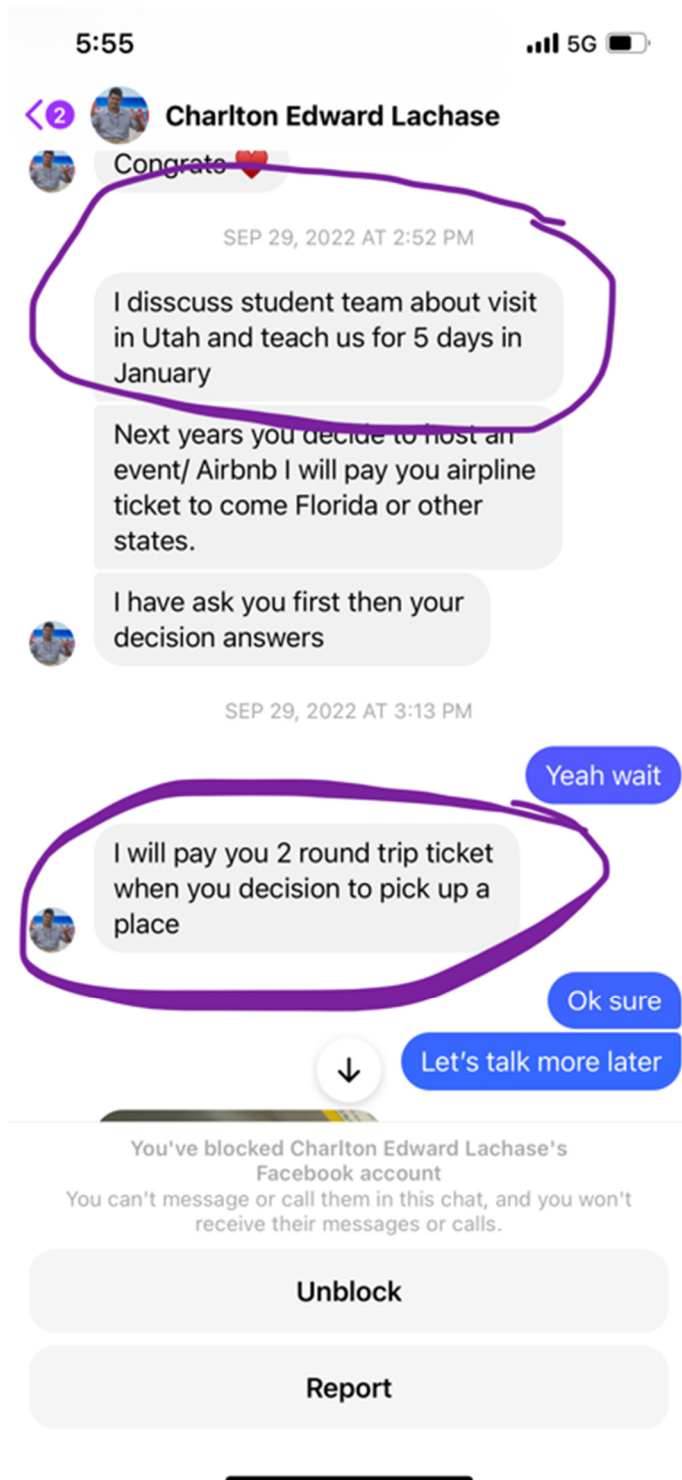 5:55
5G
2
Charlton Edward Lachase
Congrats ❤️
SEP 29, 2022 AT 2:52 PM
I disscuss student team about visit
in Utah and teach us for 5 days in
January
Next years you decide to host an
event/ Airbnb I will pay you airpline
ticket to come Florida or other
states.
I have ask you first then your
decision answers
SEP 29, 2022 AT 3:13 PM
Yeah wait
I will pay you 2 round trip ticket
when you decision to pick up a
place
Ok sure
Let’s talk more later
You've blocked Charlton Edward Lachase's
Facebook account
You can't message or call them in this chat, and you won't
receive their messages or calls.
Unblock
Report